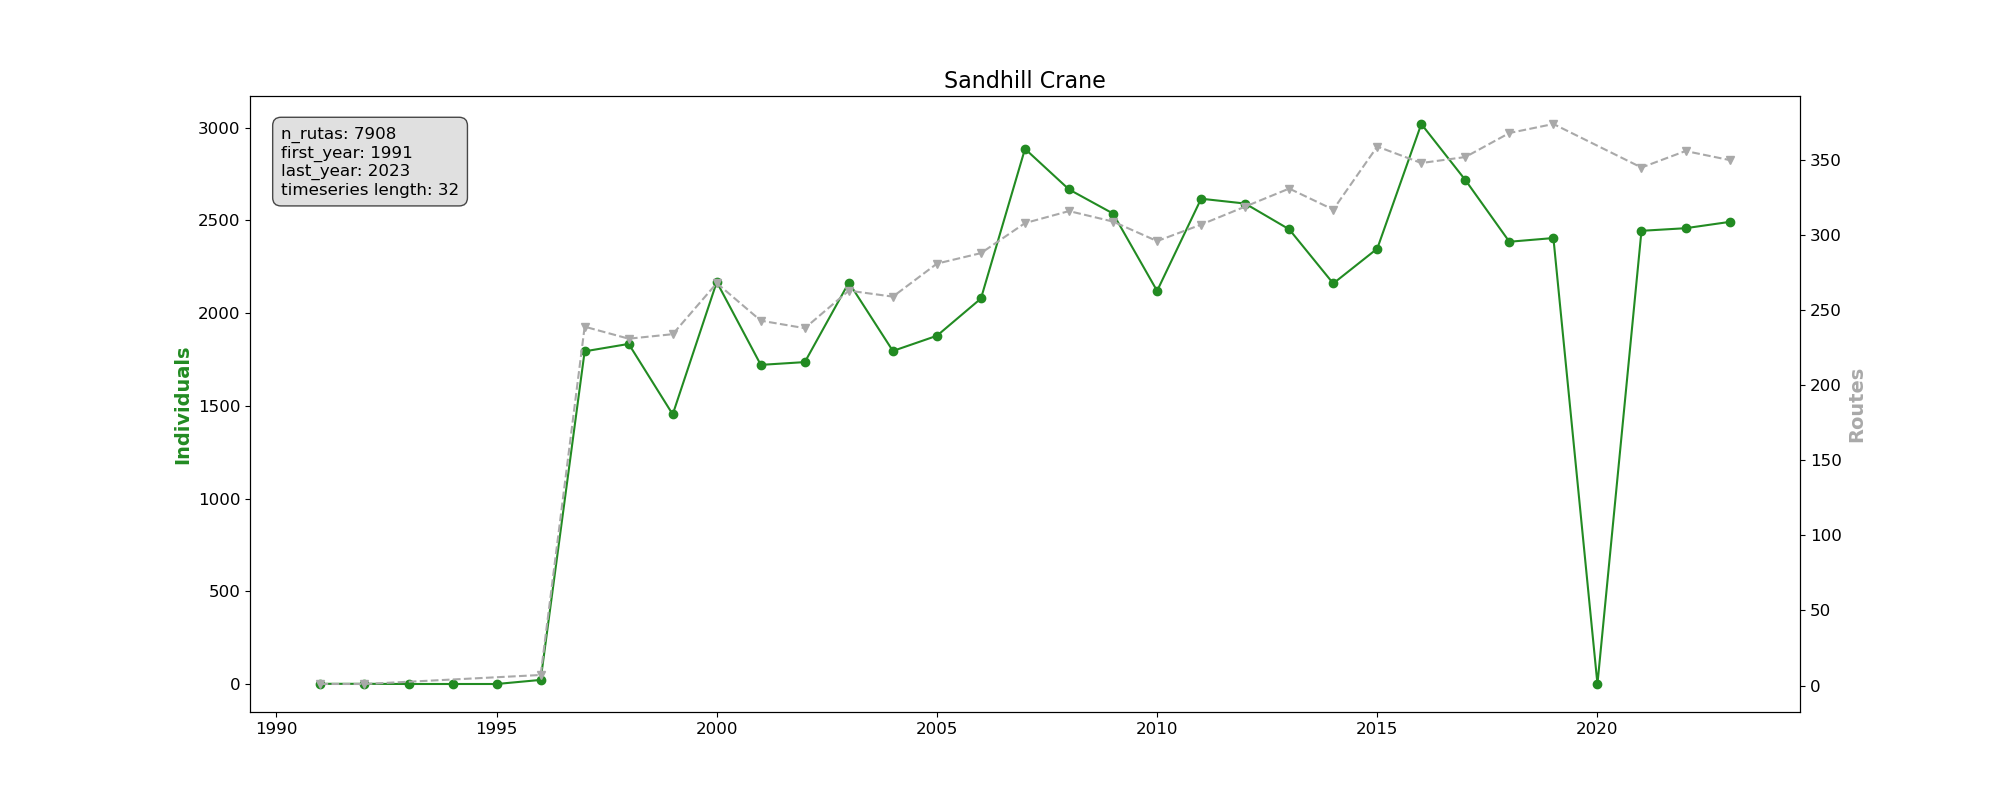 Sandhill Crane
n_rutas: 7908
first_year: 1991
last_year: 2023
timeseries length: 32
Individuals
3000
2500
2000
1500
1000
500
0
Routes
350
300
250
200
150
100
50
0
1990 1995 2000 2005 2010 2015 2020